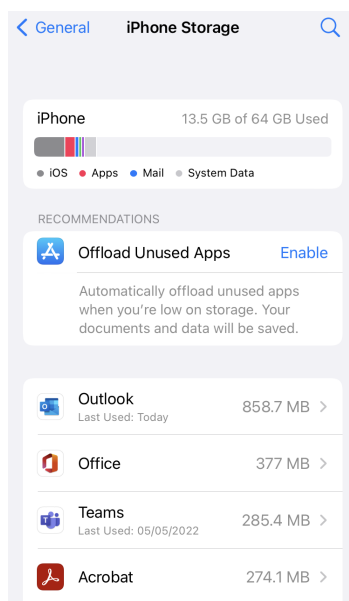 General
iPhone Storage
iPhone
13.5 GB of 64 GB Used
iOS
Apps
Mail
System Data
RECOMMENDATIONS
Offload Unused Apps
Enable
Automatically offload unused apps
when you're low on storage. Your
documents and data will be saved.
Outlook
858.7 MB
Last Used: Today
Office
377 MB
Teams
285.4 MB
Last Used: 05/05/2022
Acrobat
274.1 MB